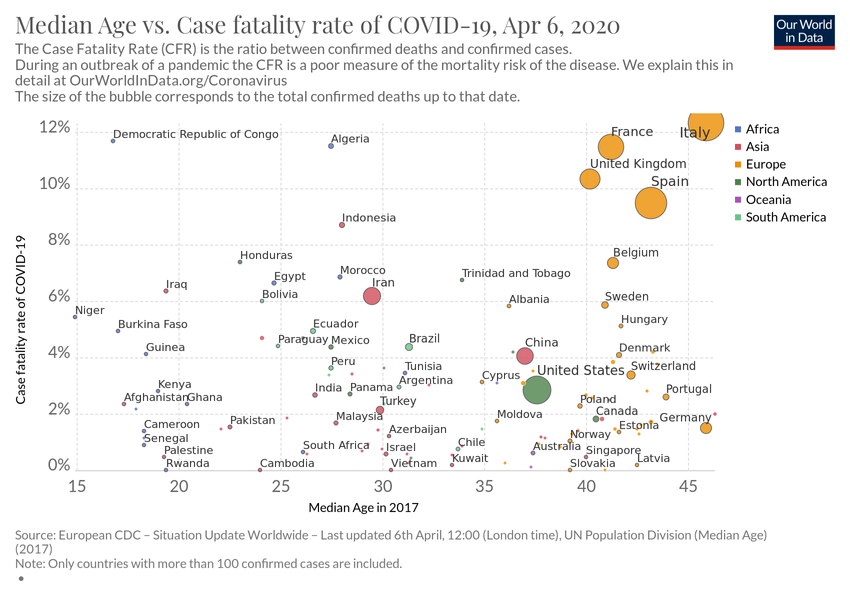 Median Age vs. Case fatality rate of COVID-19, Apr 6, 2020
Our World
in Data
The Case Fatality Rate (CFR) is the ratio between confirmed deaths and confirmed cases.
During an outbreak of a pandemic the CFR is a poor measure of the mortality risk of the disease. We explain this in
detail at OurWorldInData.org/Coronavirus
The size of the bubble corresponds to the total confirmed deaths up to that date.
12%
10%
8%
6%
4%
2%
0%
Case fatality rate of COVID-19
Democratic Republic of Congo
Algeria
France
Italy
United Kingdom
Spain
Indonesia
Honduras
Egypt
Morocco
Trinidad and Tobago
Belgium
Iraq
Bolivia
Iran
Albania
Sweden
Niger
Burkina Faso
Ecuador
Hungary
Guinea
Paraguay
Mexico
Brazil
China
Denmark
Peru
Tunisia
United States
Switzerland
Kenya
India
Panama
Argentina
Cyprus
Portugal
Afghanistan
Ghana
Turkey
Poland
Cameroon
Pakistan
Malaysia
Moldova
Canada
Germany
Senegal
Azerbaijan
Norway
Estonia
Palestine
South Africa
Israel
Chile
Australia
Singapore
Rwanda
Cambodia
Vietnam
Kuwait
Slovakia
Latvia
15
20
25
30
35
40
45
Median Age in 2017
Africa
Asia
Europe
North America
Oceania
South America
Source: European CDC – Situation Update Worldwide – Last updated 6th April, 12:00 (London time), UN Population Division (Median Age)
(2017)
Note: Only countries with more than 100 confirmed cases are included.